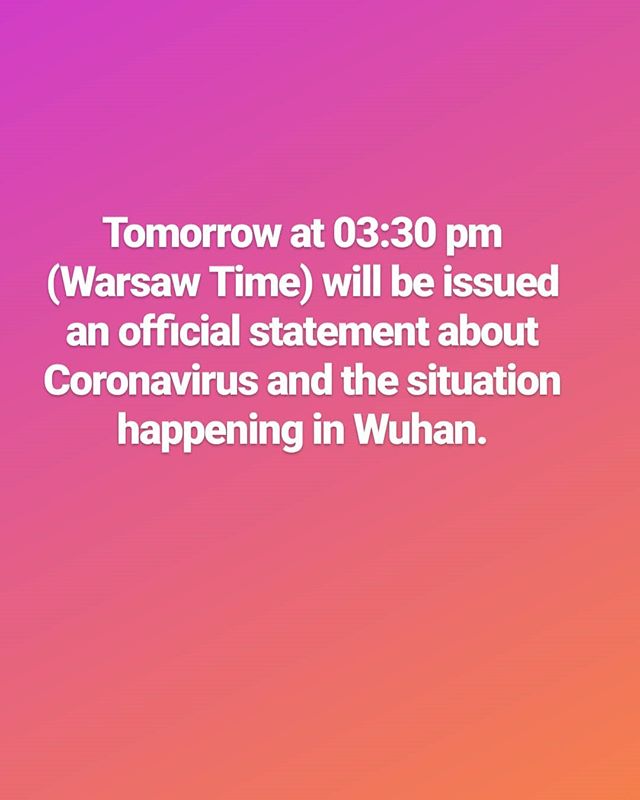 Tomorrow at 03:30 pm
(Warsaw Time) will be issued
an official statement about
Coronavirus and the situation
happening in Wuhan.